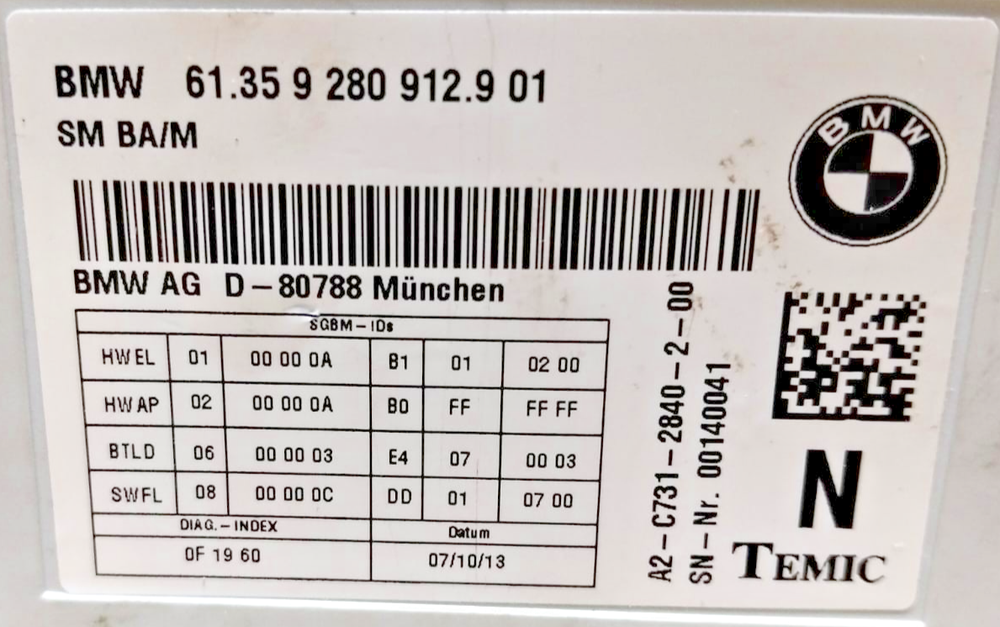 BMW 61.35 9 280 912.9 01
SM BA/M
BMW
BMW AG D-80788 München
SGBM-IDs
HWEL 01 00 00 0A B1 01 02 00
HWAP 02 00 00 0A B0 FF FF FF
BTLD 06 00 00 03 E4 07 00 03
SWFL 08 00 00 0C DD 01 07 00
DIAG.-INDEX Datum
0F 19 60 07/10/13
A2-C731-2840-2-00
SN-Nr. 00140041
N
TEMIC